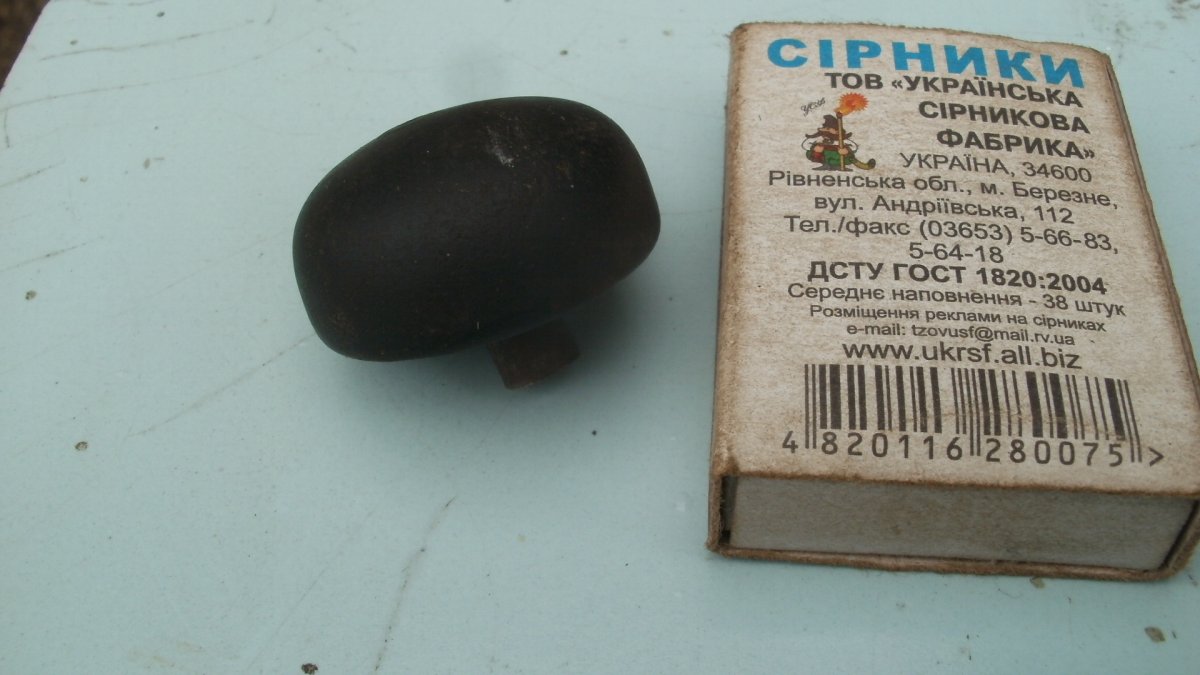 СІРНИКИ
ТОВ «УКРАЇНСЬКА
СІРНИКОВА
ФАБРИКА»
УКРАЇНА, 34600
Рівненська обл., м. Березне,
вул. Андріївська, 112
Тел./факс (03653) 5-66-83,
5-64-18
ДСТУ ГОСТ 1820:2004
Середнє наповнення - 38 штук
Розміщення реклами на сірниках
e-mail: tzovusf@mail.rv.ua
www.ukrsf.all.biz
4 820116 280075 >